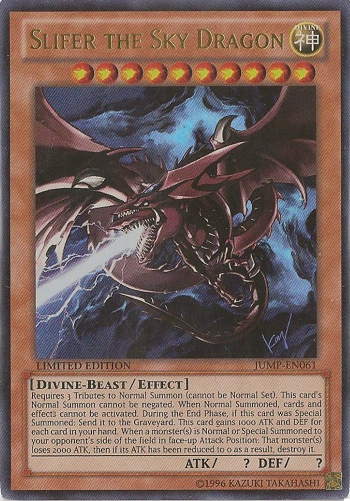 SLIFER THE SKY DRAGON
DIVINE
神
Kay
LIMITED EDITION
JUMP-EN061
[DIVINE-BEAST / EFFECT]
Requires 3 Tributes to Normal Summon (cannot be Normal Set). This card's
Normal Summon cannot be negated. When Normal Summoned, cards and
effects cannot be activated. During the End Phase, if this card was Special
Summoned: Send it to the Graveyard. This card gains 1000 ATK and DEF for
each card in your hand. When a monster(s) is Normal or Special Summoned to
your opponent's side of the field in face-up Attack Position: That monster(s)
loses 2000 ATK, then if its ATK has been reduced to 0 as a result, destroy it.
ATK / ? DEF / ?
©1996 KAZUKI TAKAHASHI